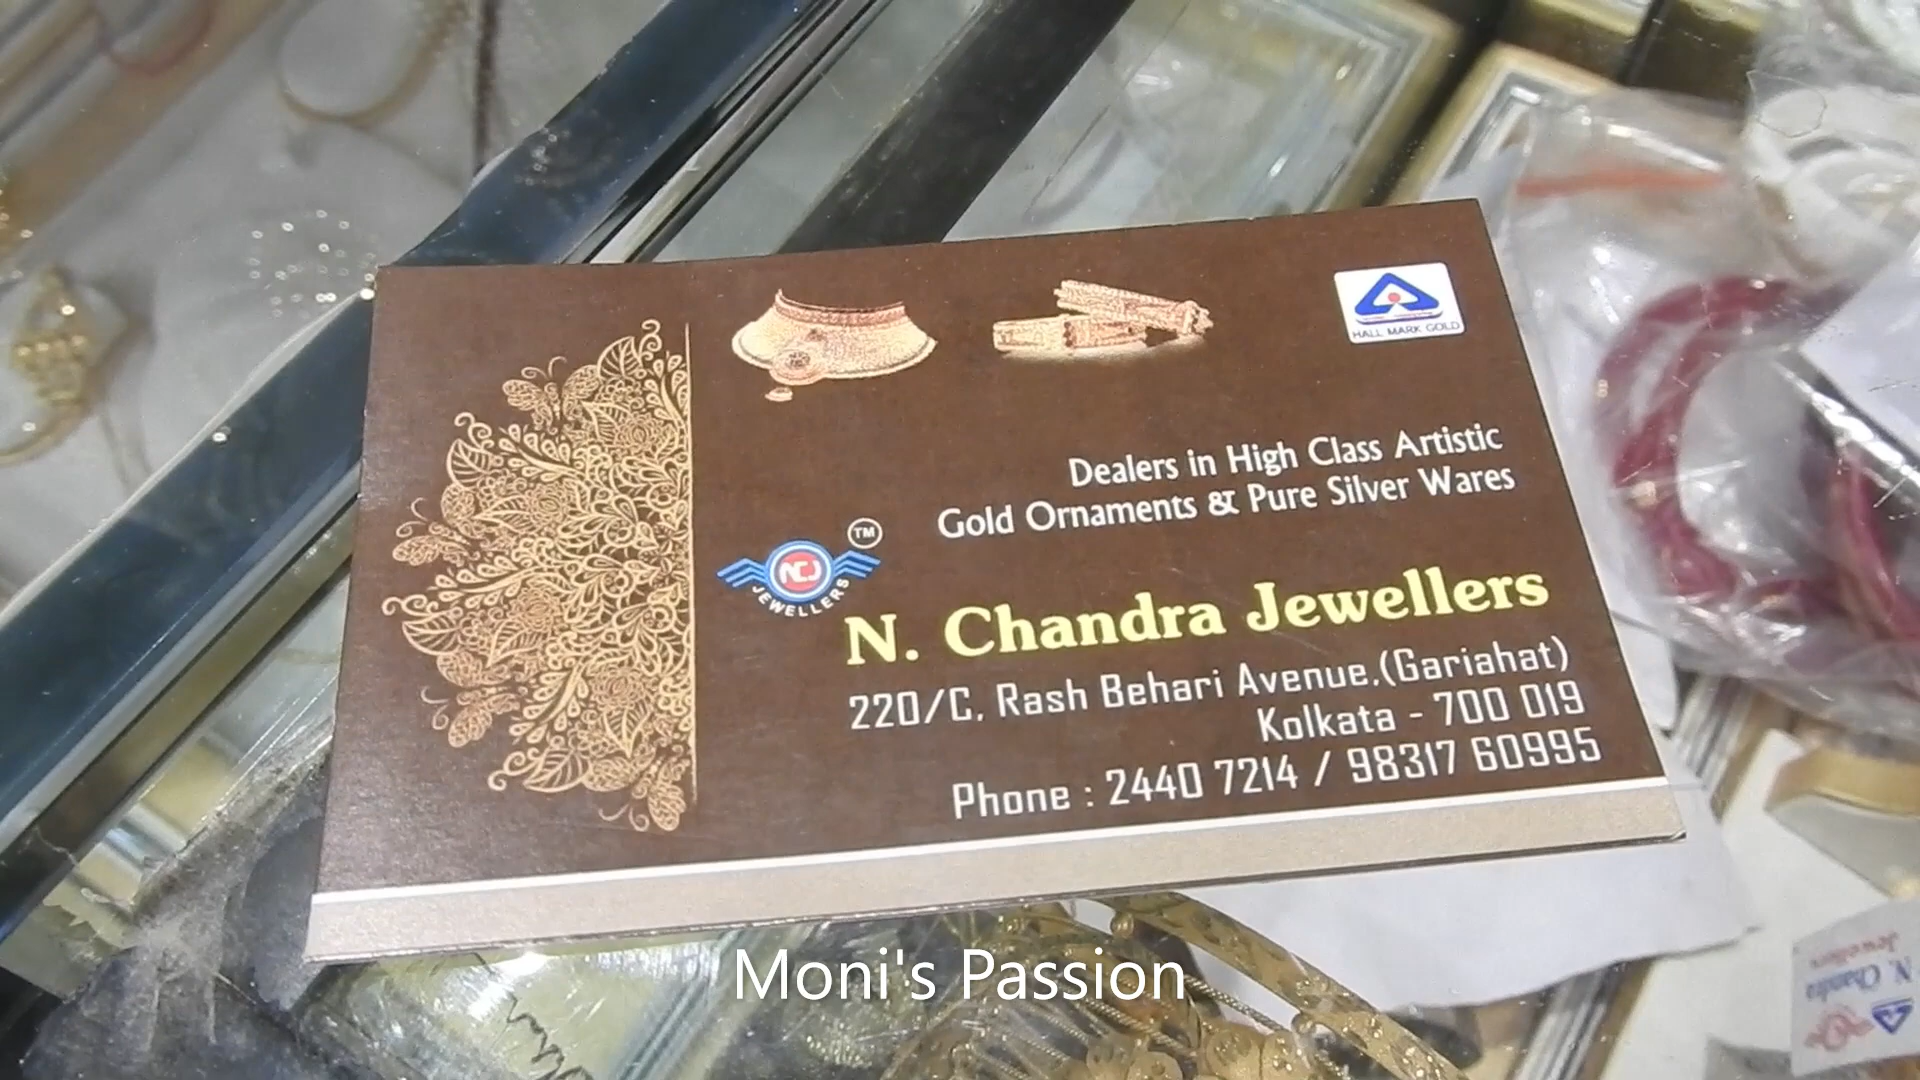 HALL MARK GOLD
Dealers in High Class Artistic
Gold Ornaments & Pure Silver Wares
TM
NCJ
JEWELLERS
N. Chandra Jewellers
220/C, Rash Behari Avenue,(Gariahat)
Kolkata - 700 019
Phone : 2440 7214 / 98317 60995
Moni's Passion
N. Chandra
Jewellers